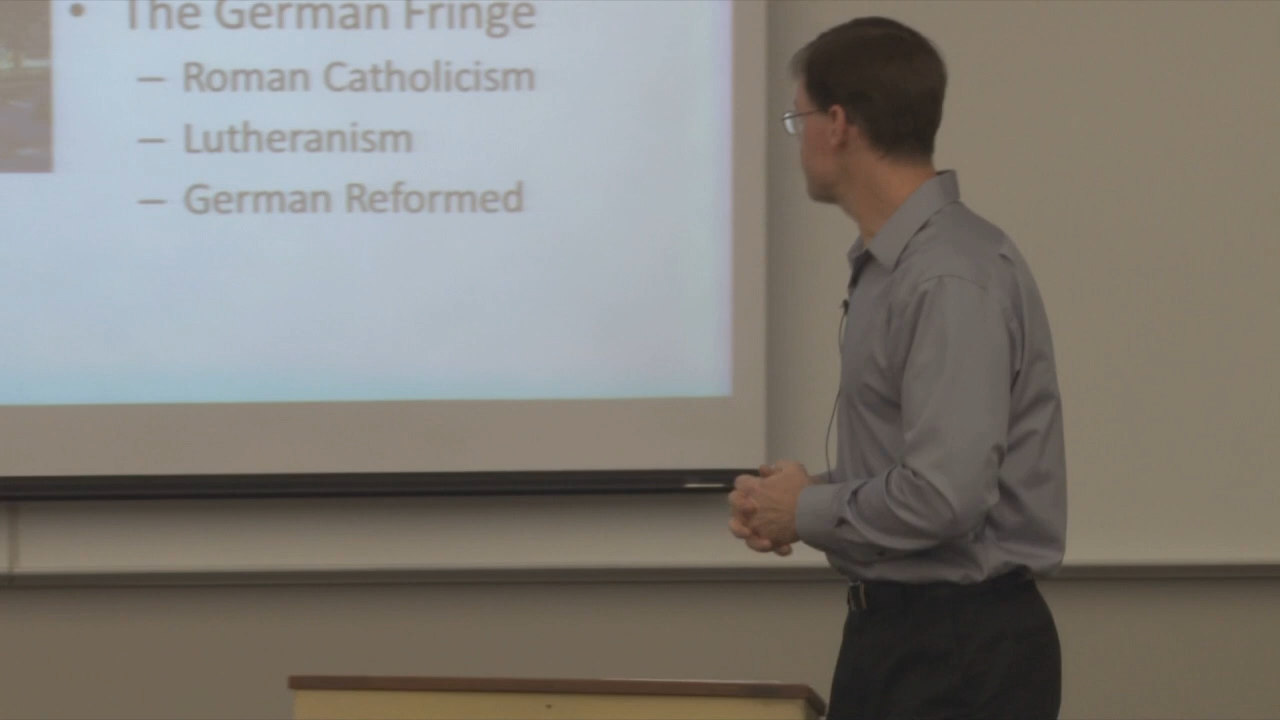 • The German Fringe
– Roman Catholicism
– Lutheranism
– German Reformed